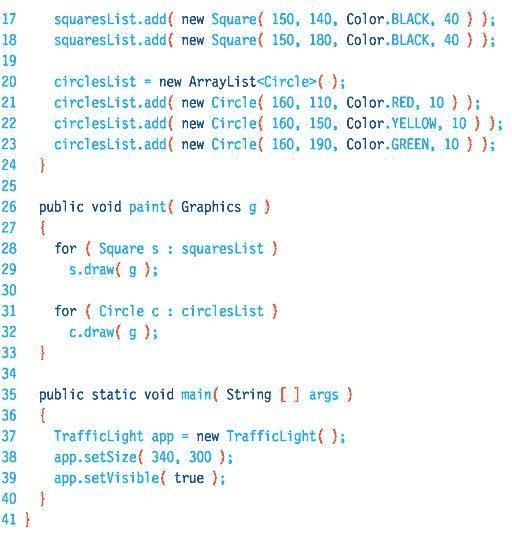 17 squaresList.add( new Square( 150, 140, Color.BLACK, 40 ) );
18 squaresList.add( new Square( 150, 180, Color.BLACK, 40 ) );
19
20 circlesList = new ArrayList<Circle>( );
21 circlesList.add( new Circle( 160, 110, Color.RED, 10 ) );
22 circlesList.add( new Circle( 160, 150, Color.YELLOW, 10 ) );
23 circlesList.add( new Circle( 160, 190, Color.GREEN, 10 ) );
24 }
25
26 public void paint( Graphics g )
27 {
28 for ( Square s : squaresList )
29 s.draw( g );
30
31 for ( Circle c : circlesList )
32 c.draw( g );
33 }
34
35 public static void main( String [ ] args )
36 {
37 TrafficLight app = new TrafficLight( );
38 app.setSize( 340, 300 );
39 app.setVisible( true );
40 }
41 }